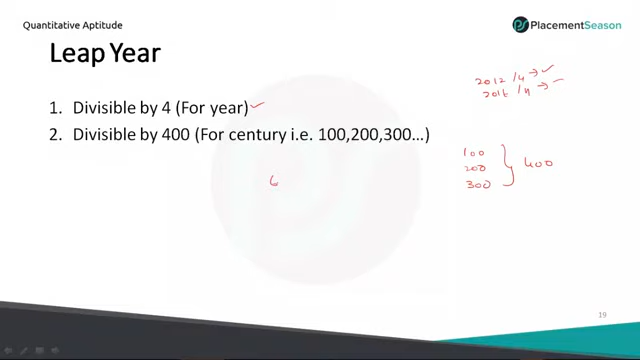 Quantitative Aptitude
PlacementSeason
Leap Year
2012 /4 → ✓
2016 /4 →
1. Divisible by 4 (For year) ✓
2. Divisible by 400 (For century i.e. 100,200,300...)
100
200 } 400
300
6
19